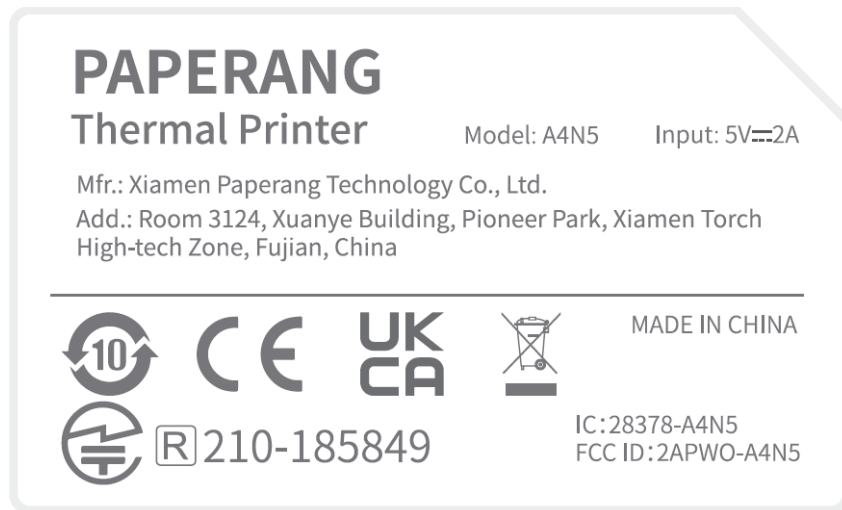 PAPERANG
Thermal Printer
Model: A4N5
Input: 5V⎓2A
Mfr.: Xiamen Paperang Technology Co., Ltd.
Add.: Room 3124, Xuanye Building, Pioneer Park, Xiamen Torch
High-tech Zone, Fujian, China
10
CE
UK
CA
MADE IN CHINA
R 210-185849
IC:28378-A4N5
FCC ID:2APWO-A4N5